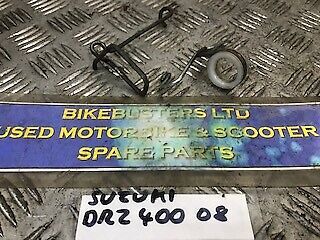 BIKEBUSTERS LTD
USED MOTORBIKE & SCOOTER
SPARE PARTS
SUZUKI
DRZ 400 08